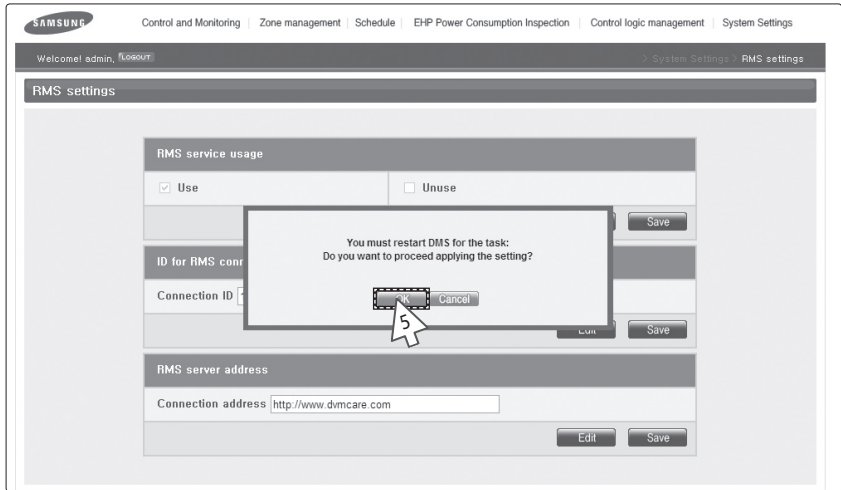 SAMSUNG
Control and Monitoring | Zone management | Schedule | EHP Power Consumption Inspection | Control logic management | System Settings
Welcome! admin, LOGOUT
> System Settings > RMS settings
RMS settings
RMS service usage
Use
Unuse
Save
You must restart DMS for the task:
Do you want to proceed applying the setting?
OK Cancel
5
ID for RMS conn
Connection ID
Edit Save
RMS server address
Connection address http://www.dvmcare.com
Edit Save